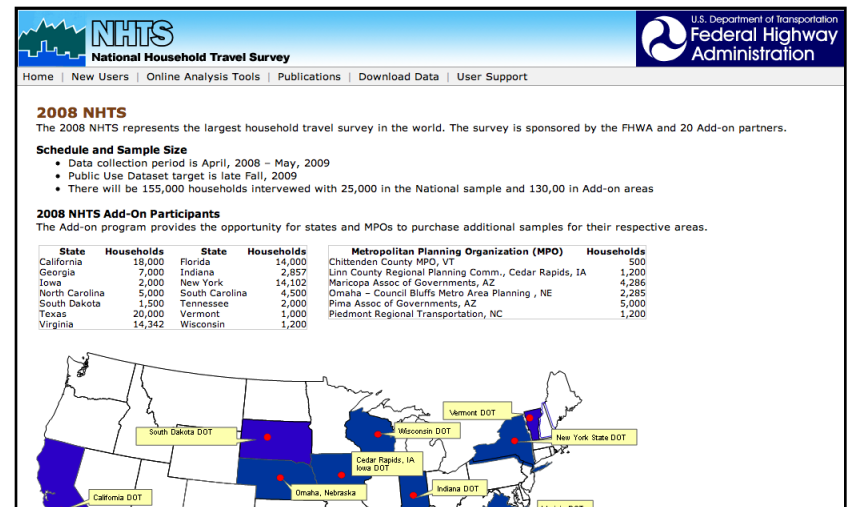 NHTS
National Household Travel Survey
U.S. Department of Transportation
Federal Highway
Administration
Home | New Users | Online Analysis Tools | Publications | Download Data | User Support
2008 NHTS
The 2008 NHTS represents the largest household travel survey in the world. The survey is sponsored by the FHWA and 20 Add-on partners.
Schedule and Sample Size
• Data collection period is April, 2008 – May, 2009
• Public Use Dataset target is late Fall, 2009
• There will be 155,000 households intervewed with 25,000 in the National sample and 130,00 in Add-on areas
2008 NHTS Add-On Participants
The Add-on program provides the opportunity for states and MPOs to purchase additional samples for their respective areas.
State Households State Households Metropolitan Planning Organization (MPO) Households
California 18,000 Florida 14,000 Chittenden County MPO, VT 500
Georgia 7,000 Indiana 2,857 Linn County Regional Planning Comm., Cedar Rapids, IA 1,200
Iowa 2,000 New York 14,102 Maricopa Assoc of Governments, AZ 4,286
North Carolina 5,000 South Carolina 4,500 Omaha – Council Bluffs Metro Area Planning , NE 2,285
South Dakota 1,500 Tennessee 2,000 Pima Assoc of Governments, AZ 5,000
Texas 20,000 Vermont 1,000 Piedmont Regional Transportation, NC 1,200
Virginia 14,342 Wisconsin 1,200
Vermont DOT
South Dakota DOT
Wisconsin DOT
New York State DOT
Cedar Rapids, IA
Iowa DOT
Omaha, Nebraska
Indiana DOT
California DOT